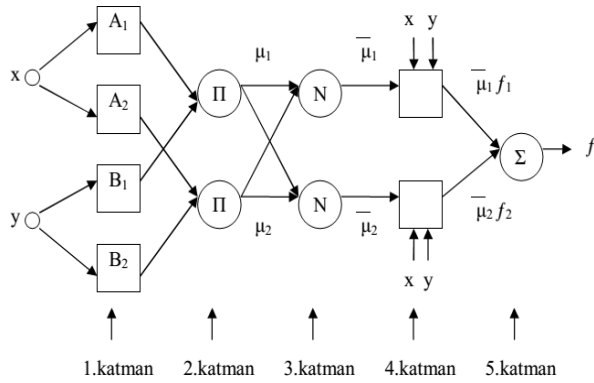 x y
A₁ μ₁ μ̅₁ μ̅₁ f₁
x
A₂ Π N
Σ f
B₁
y Π N
μ₂ μ̅₂ μ̅₂ f₂
B₂
x y
1.katman 2.katman 3.katman 4.katman 5.katman